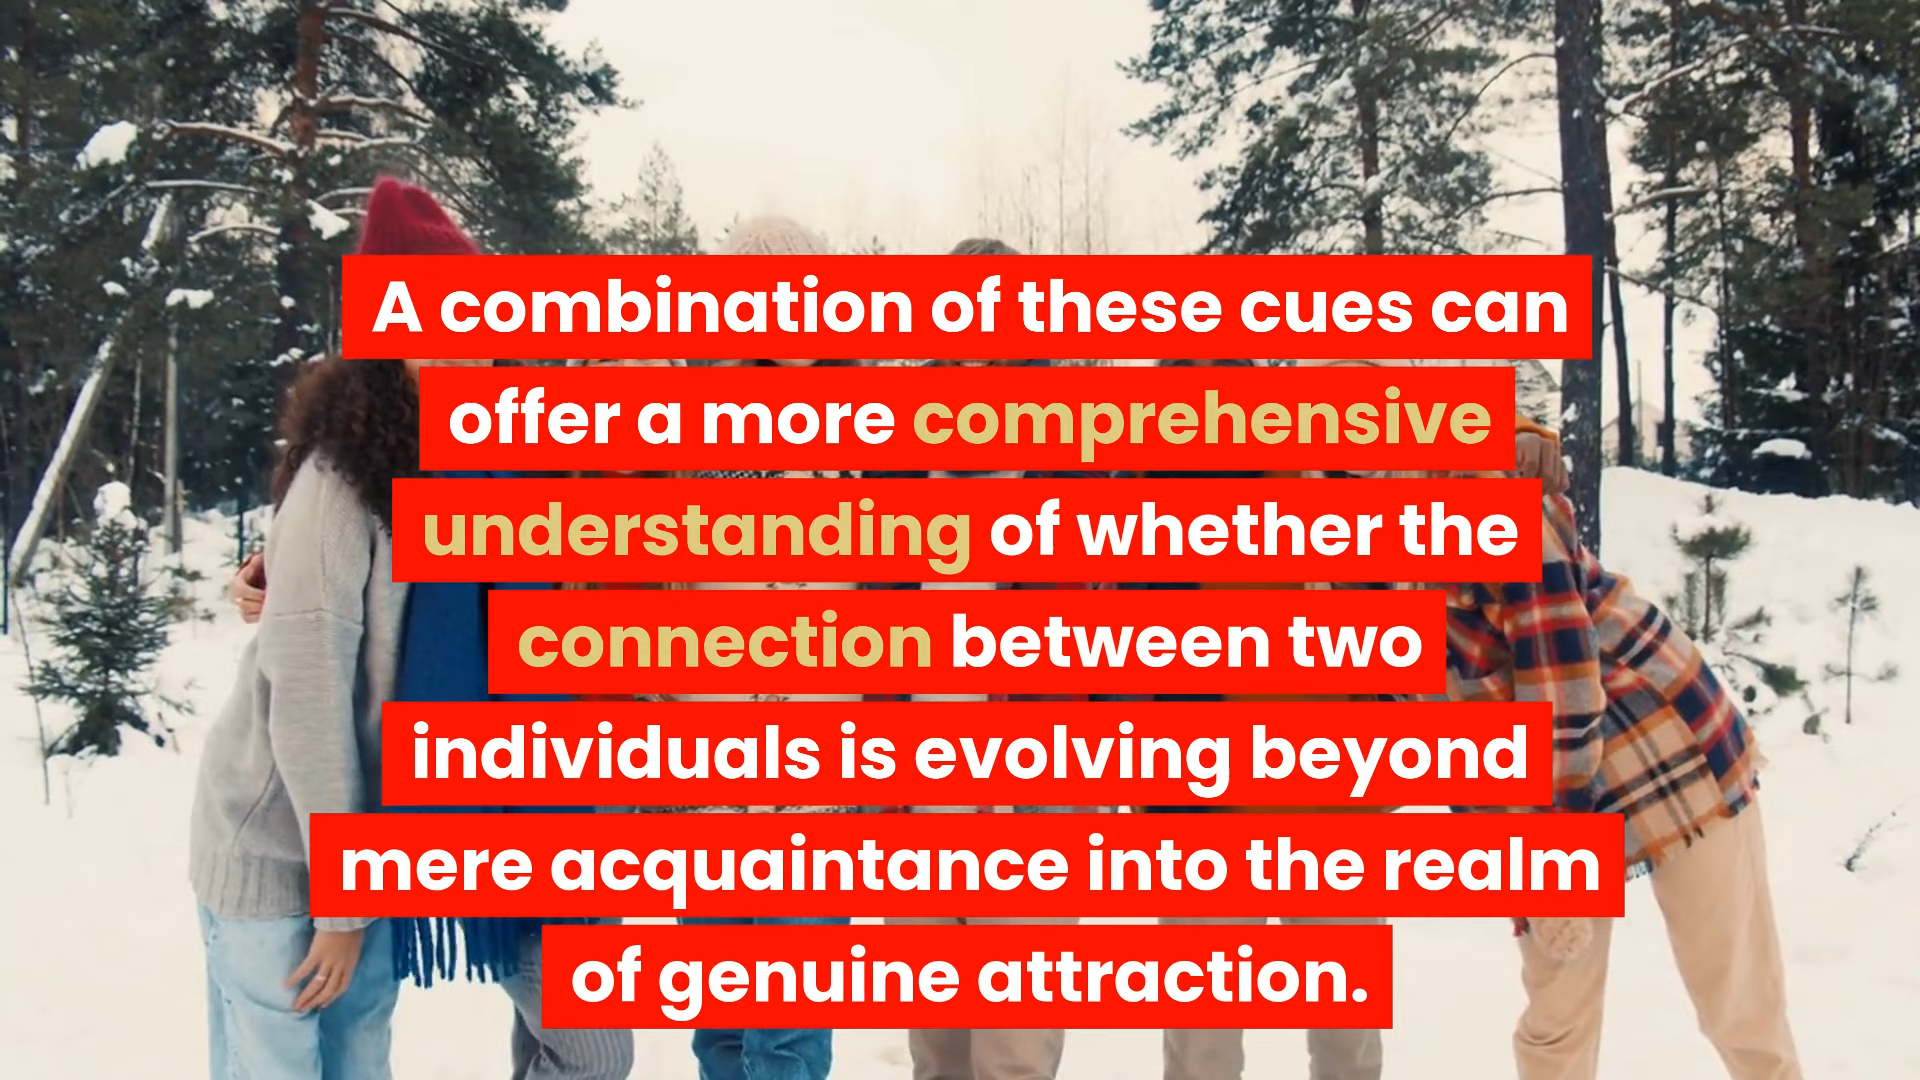 A combination of these cues can
offer a more comprehensive
understanding of whether the
connection between two
individuals is evolving beyond
mere acquaintance into the realm
of genuine attraction.